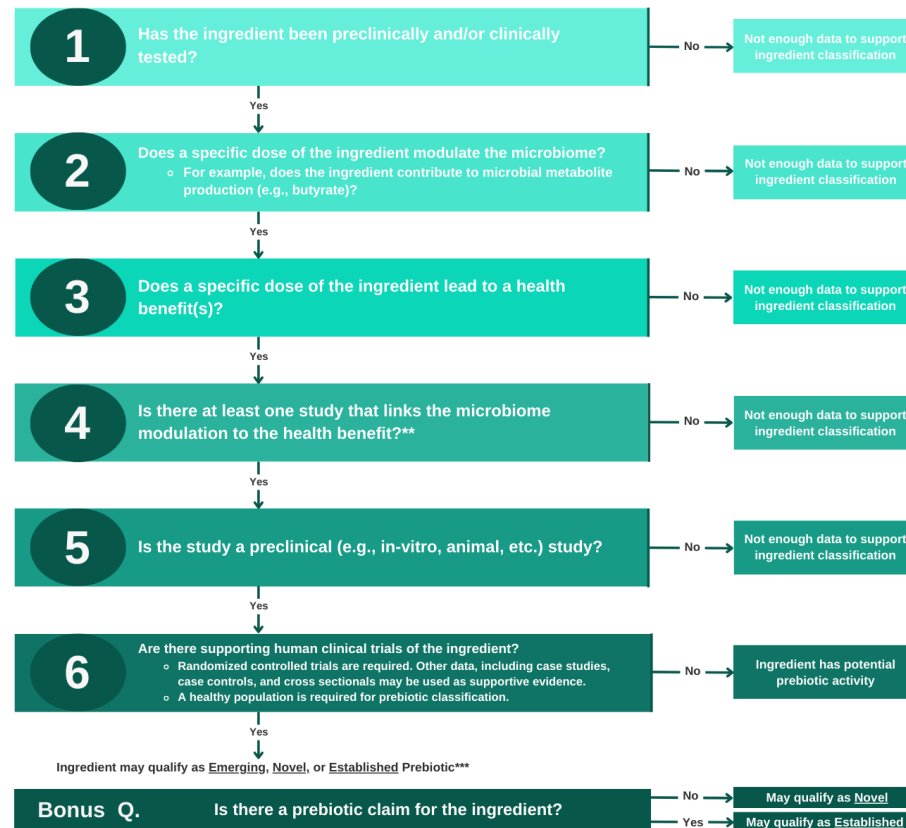 1
Has the ingredient been preclinically and/or clinically
tested?
No
Not enough data to support
ingredient classification
Yes
2
Does a specific dose of the ingredient modulate the microbiome?
For example, does the ingredient contribute to microbial metabolite
production (e.g., butyrate)?
No
Not enough data to support
ingredient classification
Yes
3
Does a specific dose of the ingredient lead to a health
benefit(s)?
No
Not enough data to support
ingredient classification
Yes
4
Is there at least one study that links the microbiome
modulation to the health benefit?**
No
Not enough data to support
ingredient classification
Yes
5
Is the study a preclinical (e.g., in-vitro, animal, etc.) study?
No
Not enough data to support
ingredient classification
Yes
6
Are there supporting human clinical trials of the ingredient?
Randomized controlled trials are required. Other data, including case studies,
case controls, and cross sectionals may be used as supportive evidence.
A healthy population is required for prebiotic classification.
No
Ingredient has potential
prebiotic activity
Yes
Ingredient may qualify as Emerging, Novel, or Established Prebiotic***
Bonus Q.
Is there a prebiotic claim for the ingredient?
No
May qualify as Novel
Yes
May qualify as Established